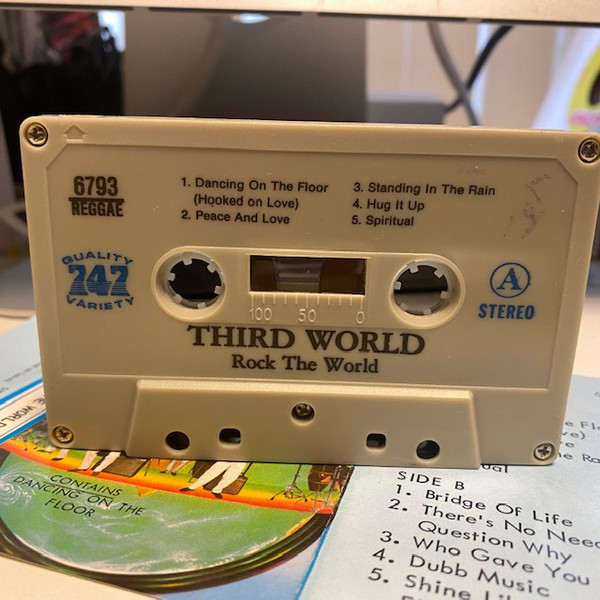 6793
REGGAE
1. Dancing On The Floor
(Hooked on Love)
2. Peace And Love
3. Standing In The Rain
4. Hug It Up
5. Spiritual
QUALITY
747
VARIETY
A
STEREO
100 50 0
THIRD WORLD
Rock The World
WORLD
CONTAINS
DANCING ON THE
FLOOR
SIDE B
1. Bridge Of Life
2. There's No Need
Question Why
3. Who Gave You
4. Dubb Music
5. Shine